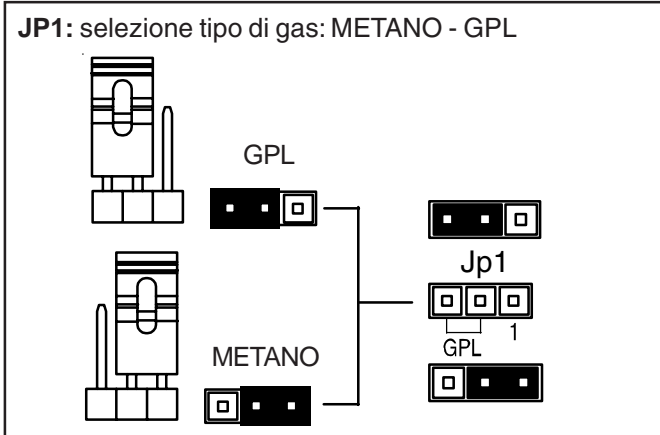 JP1: selezione tipo di gas: METANO - GPL
GPL
Jp1
1
GPL
METANO